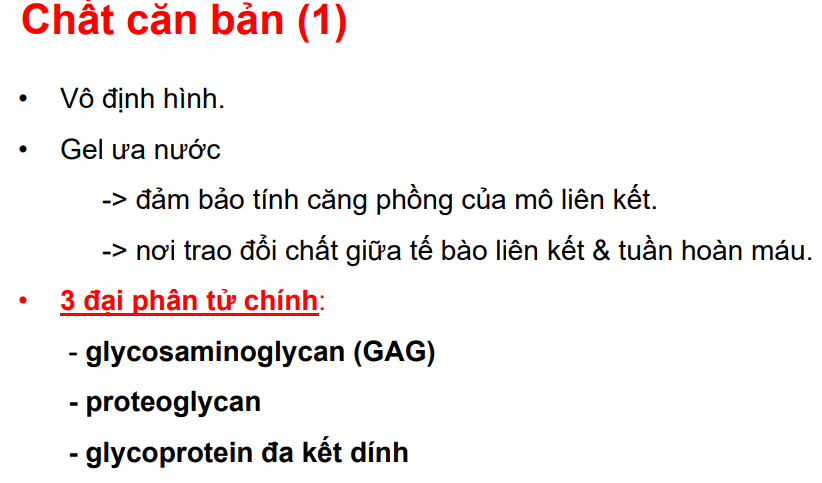 Chất căn bản (1)
• Vô định hình.
• Gel ưa nước
-> đảm bảo tính căng phồng của mô liên kết.
-> nơi trao đổi chất giữa tế bào liên kết & tuần hoàn máu.
• 3 đại phân tử chính:
- glycosaminoglycan (GAG)
- proteoglycan
- glycoprotein đa kết dính